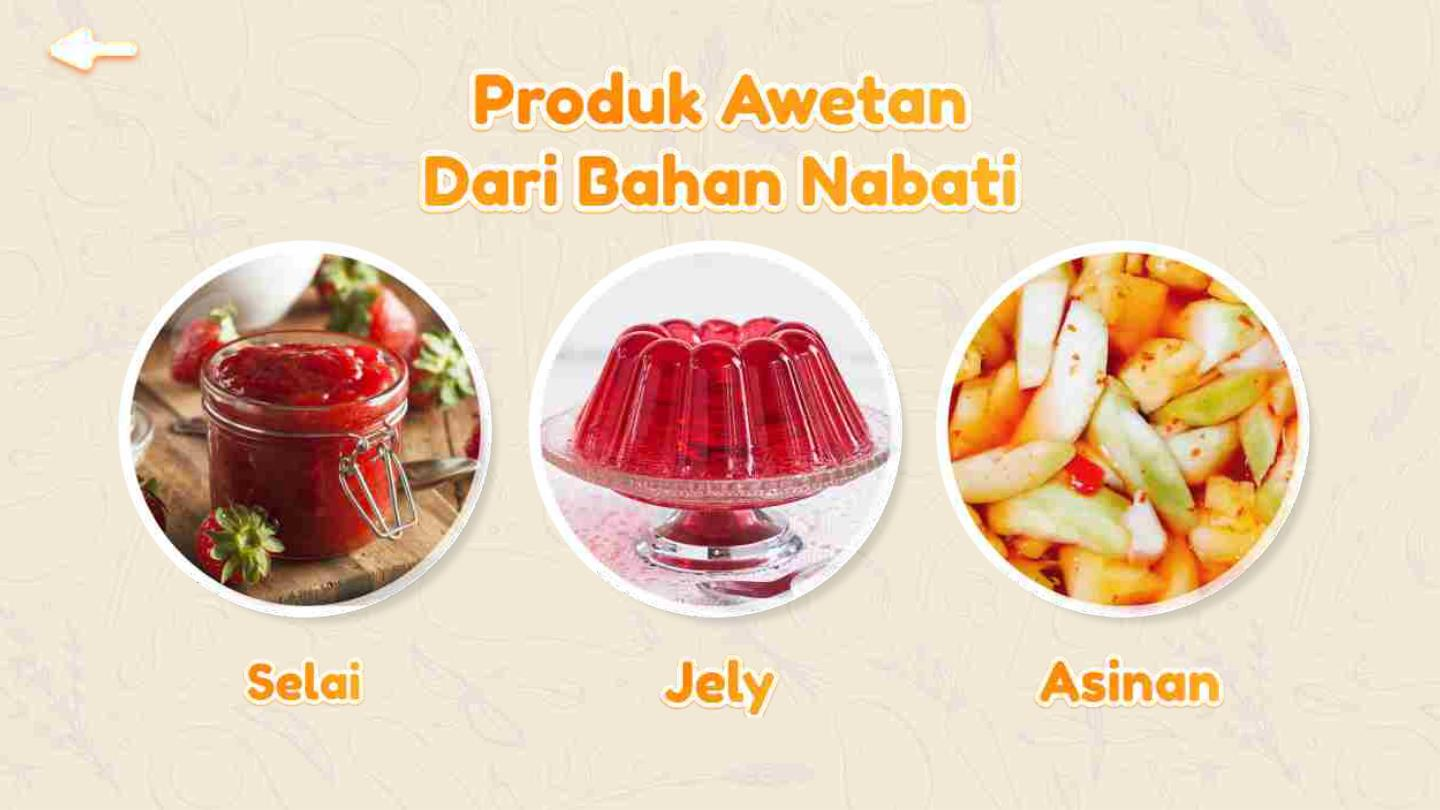 Produk Awetan
Dari Bahan Nabati
Selai
Jely
Asinan